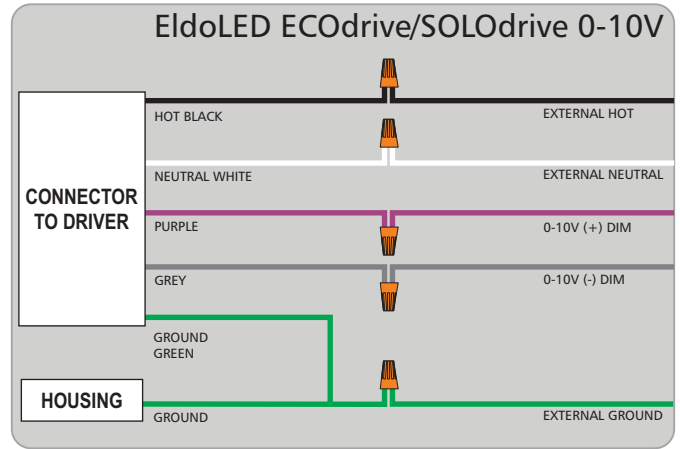 EldoLED ECOdrive/SOLOdrive 0-10V
HOT BLACK
EXTERNAL HOT
NEUTRAL WHITE
EXTERNAL NEUTRAL
CONNECTOR
TO DRIVER
PURPLE
0-10V (+) DIM
GREY
0-10V (-) DIM
GROUND
GREEN
HOUSING
GROUND
EXTERNAL GROUND